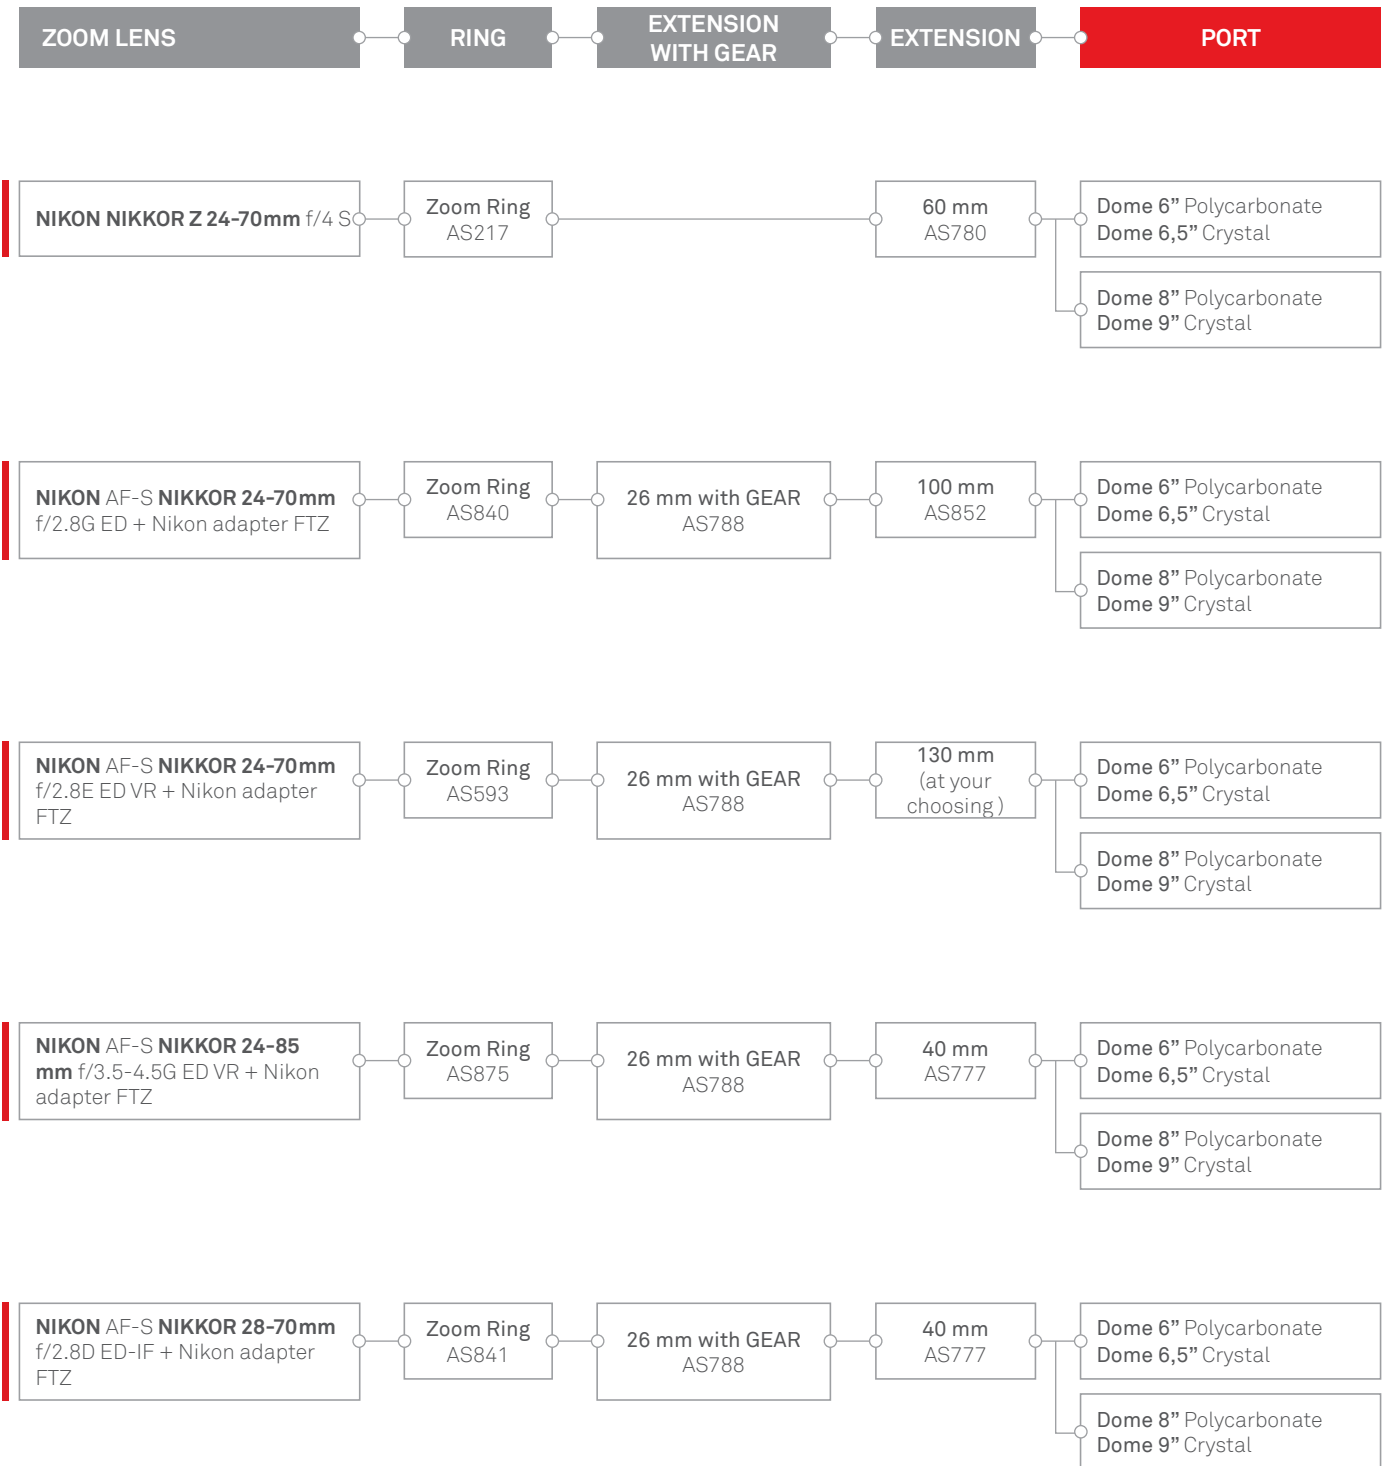 ZOOM LENS
RING
EXTENSION
WITH GEAR
EXTENSION
PORT
NIKON NIKKOR Z 24-70mm f/4 S
Zoom Ring
AS217
60 mm
AS780
Dome 6” Polycarbonate
Dome 6,5” Crystal
Dome 8” Polycarbonate
Dome 9” Crystal
NIKON AF-S NIKKOR 24-70mm
f/2.8G ED + Nikon adapter FTZ
Zoom Ring
AS840
26 mm with GEAR
AS788
100 mm
AS852
Dome 6” Polycarbonate
Dome 6,5” Crystal
Dome 8” Polycarbonate
Dome 9” Crystal
NIKON AF-S NIKKOR 24-70mm
f/2.8E ED VR + Nikon adapter
FTZ
Zoom Ring
AS593
26 mm with GEAR
AS788
130 mm
(at your
choosing )
Dome 6” Polycarbonate
Dome 6,5” Crystal
Dome 8” Polycarbonate
Dome 9” Crystal
NIKON AF-S NIKKOR 24-85
mm f/3.5-4.5G ED VR + Nikon
adapter FTZ
Zoom Ring
AS875
26 mm with GEAR
AS788
40 mm
AS777
Dome 6” Polycarbonate
Dome 6,5” Crystal
Dome 8” Polycarbonate
Dome 9” Crystal
NIKON AF-S NIKKOR 28-70mm
f/2.8D ED-IF + Nikon adapter
FTZ
Zoom Ring
AS841
26 mm with GEAR
AS788
40 mm
AS777
Dome 6” Polycarbonate
Dome 6,5” Crystal
Dome 8” Polycarbonate
Dome 9” Crystal